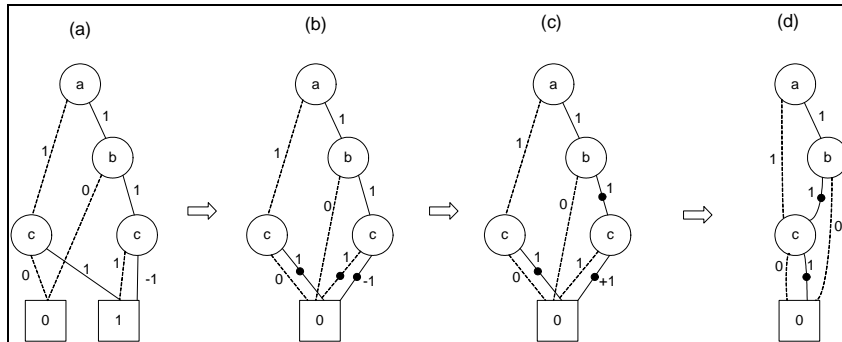 (a) (b) (c) (d)
a a a a
1 1 1 1
b b b b
1 0 1 1 0 1 1 0 1 1 1
c c c c c c c
0 1 1 -1 0 1 1 -1 0 1 1 +1 0 1 0
0 1 0 0 0